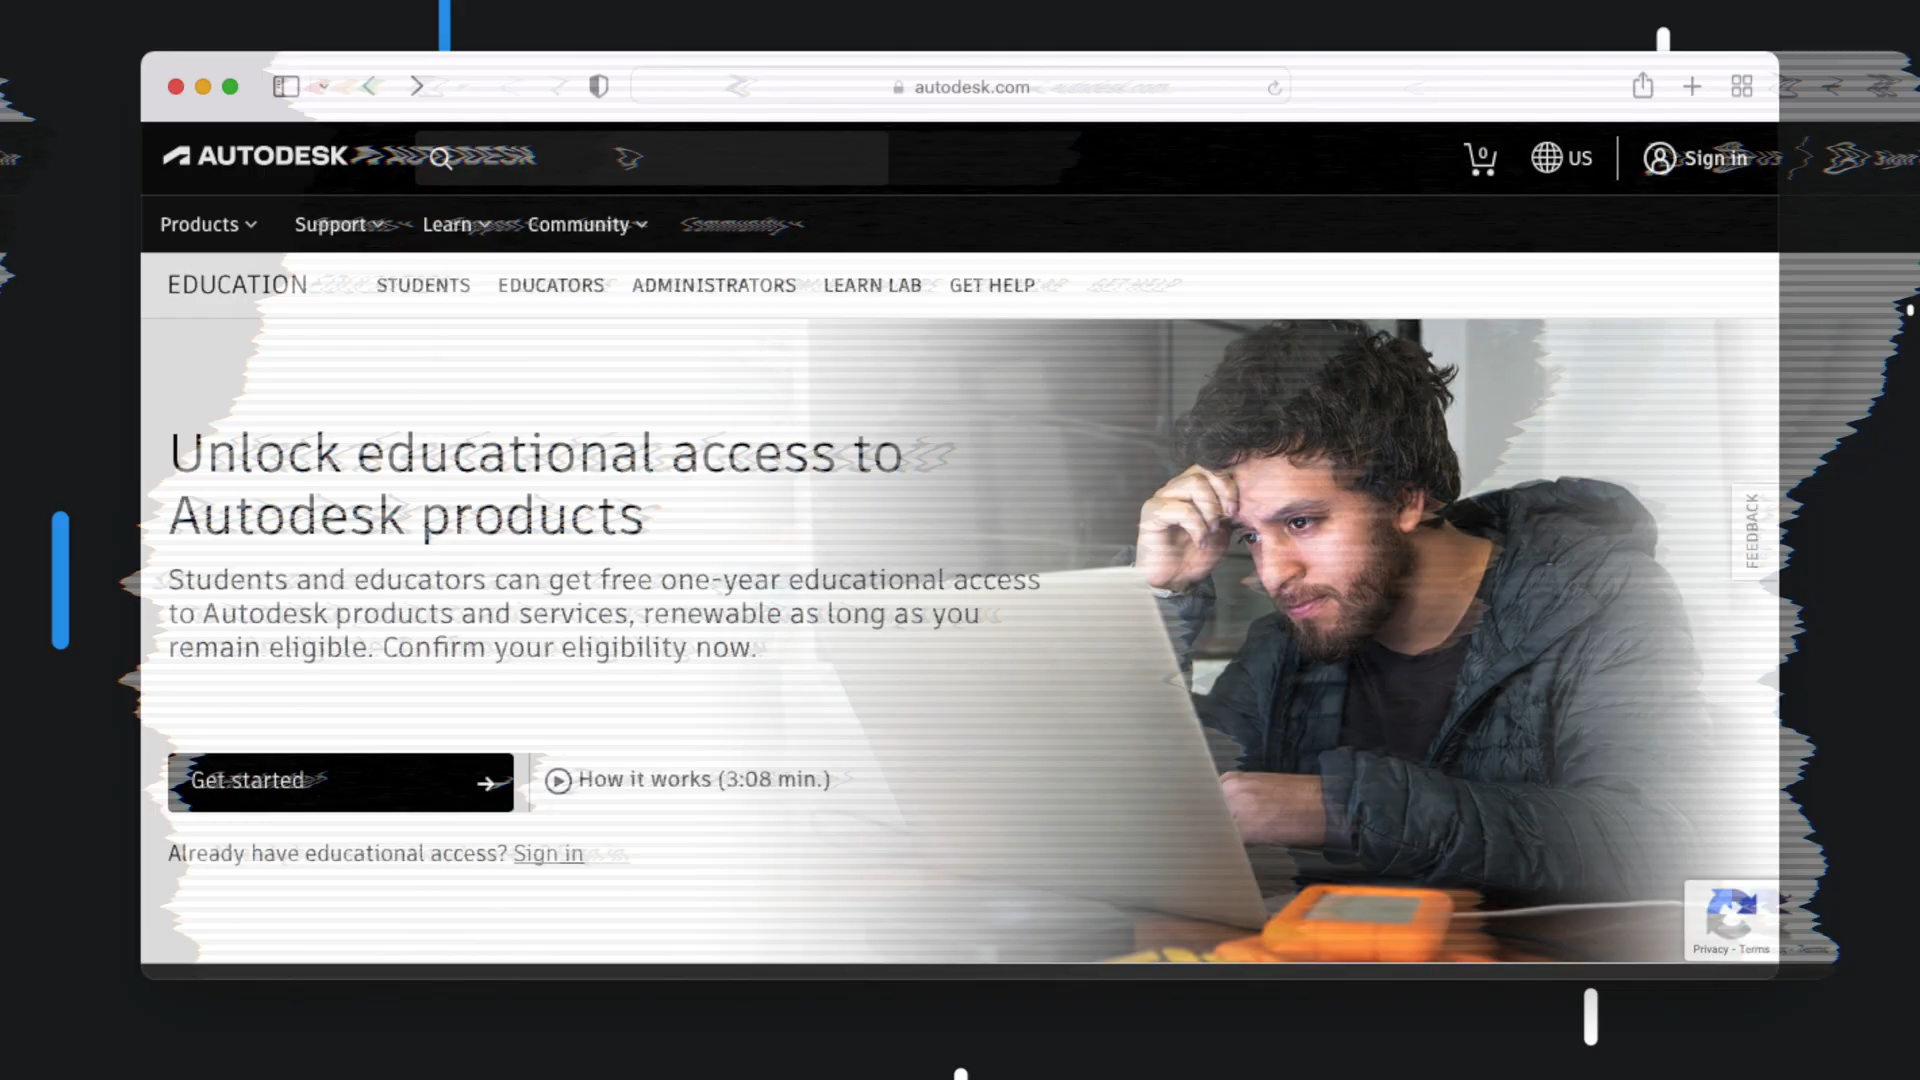 autodesk.com
AUTODESK
0
US
Sign in
Products
Support
Learn
Community
EDUCATION
STUDENTS
EDUCATORS
ADMINISTRATORS
LEARN LAB
GET HELP
Unlock educational access to
Autodesk products
Students and educators can get free one-year educational access
to Autodesk products and services, renewable as long as you
remain eligible. Confirm your eligibility now.
Get started
How it works (3:08 min.)
Already have educational access? Sign in
FEEDBACK
Privacy - Terms